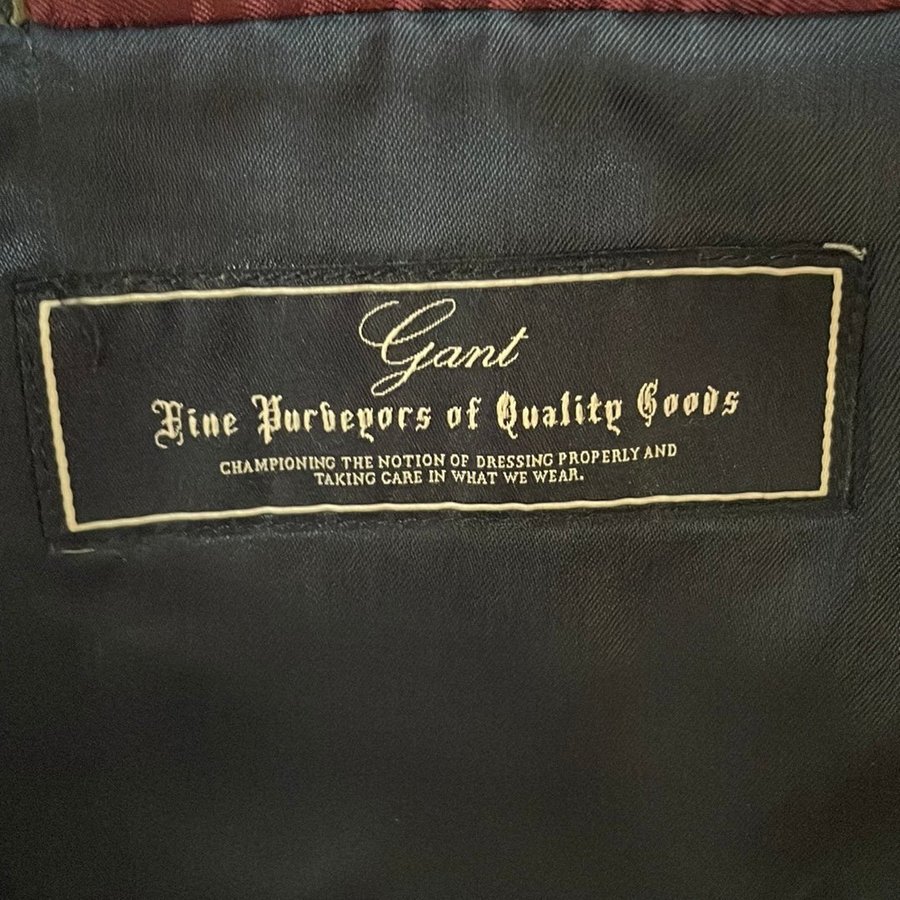 Gant
Fine Purveyors of Quality Goods
CHAMPIONING THE NOTION OF DRESSING PROPERLY AND
TAKING CARE IN WHAT WE WEAR.